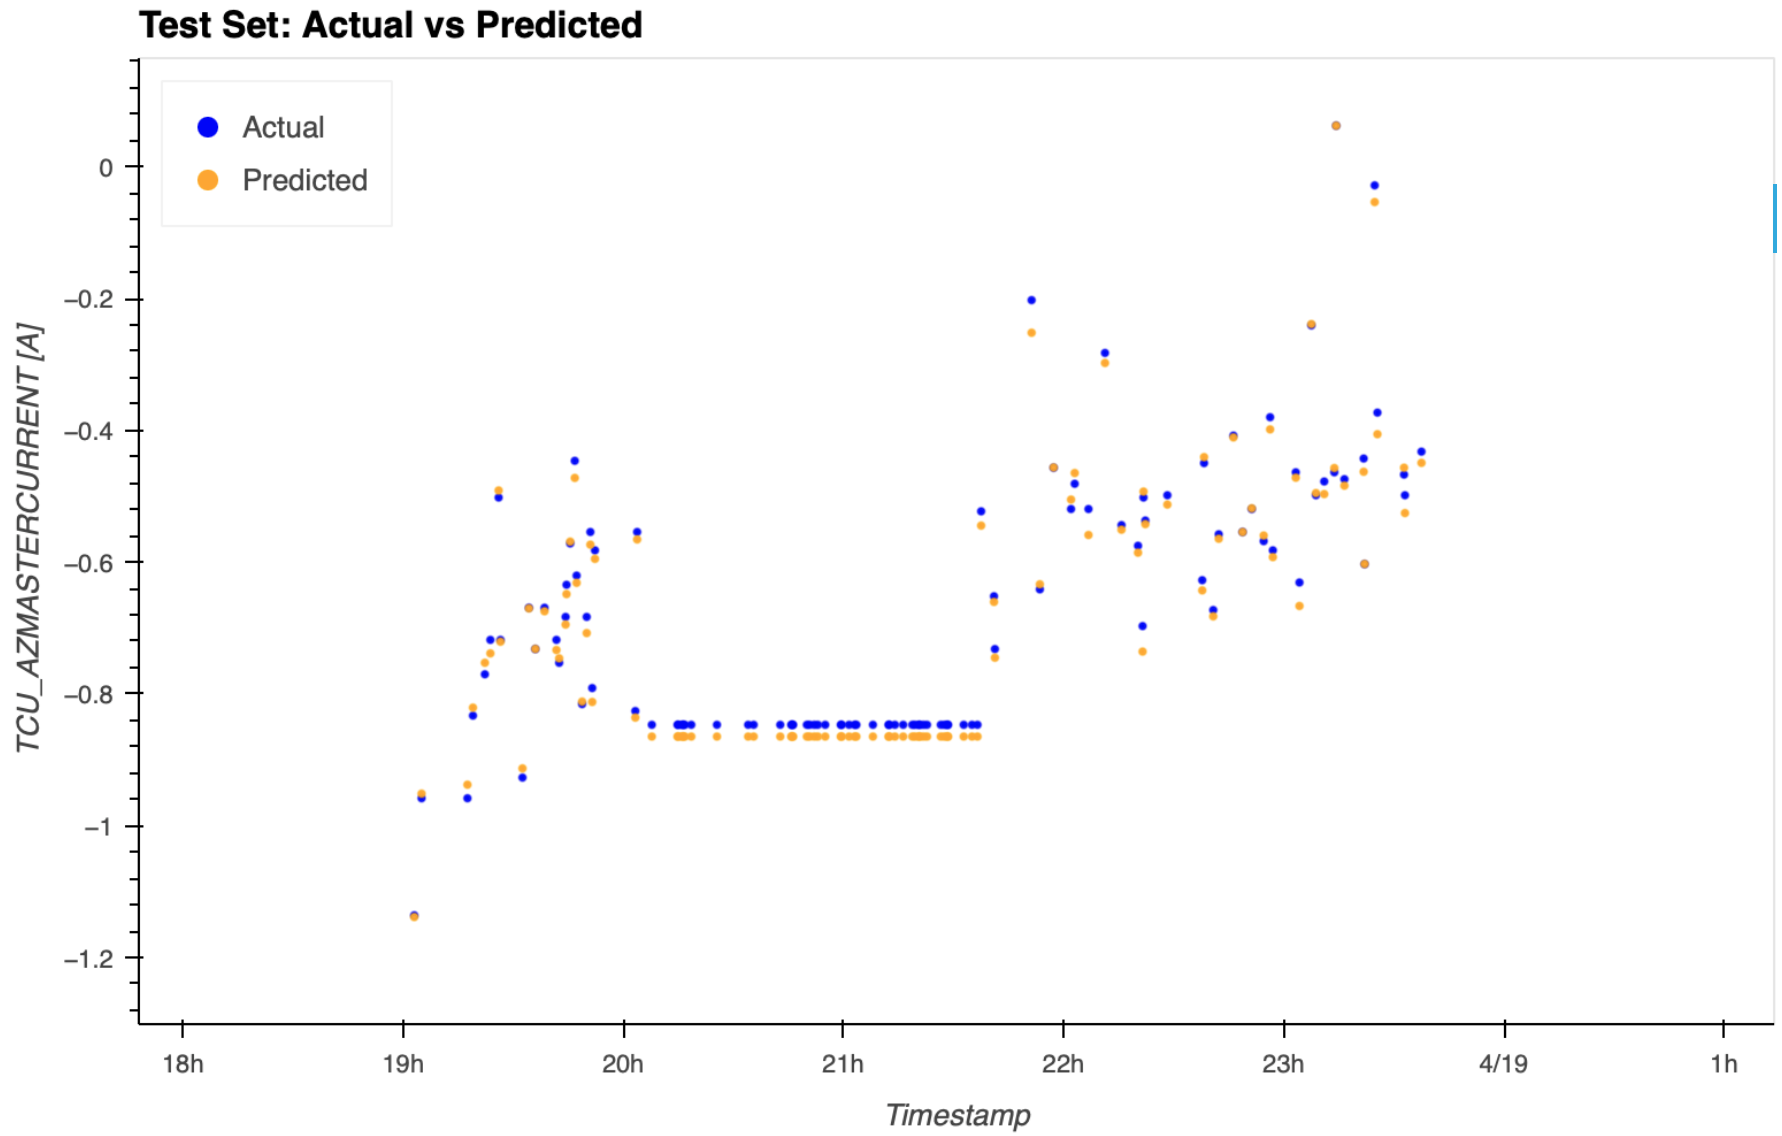 Test Set: Actual vs Predicted
Actual
Predicted
TCU_AZMASTERCURRENT [A]
0
−0.2
−0.4
−0.6
−0.8
−1
−1.2
18h 19h 20h 21h 22h 23h 4/19 1h
Timestamp